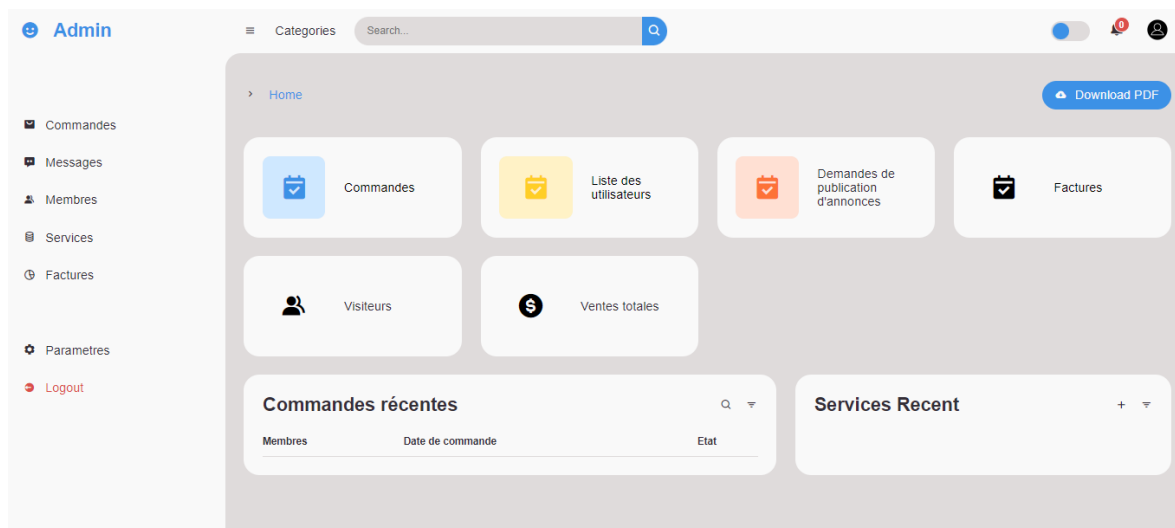 Admin
Categories
Search...
0
Home
Download PDF
Commandes
Messages
Membres
Services
Factures
Parametres
Logout
Commandes
Liste des
utilisateurs
Demandes de
publication
d'annonces
Factures
Visiteurs
Ventes totales
Commandes récentes
Membres Date de commande Etat
Services Recent